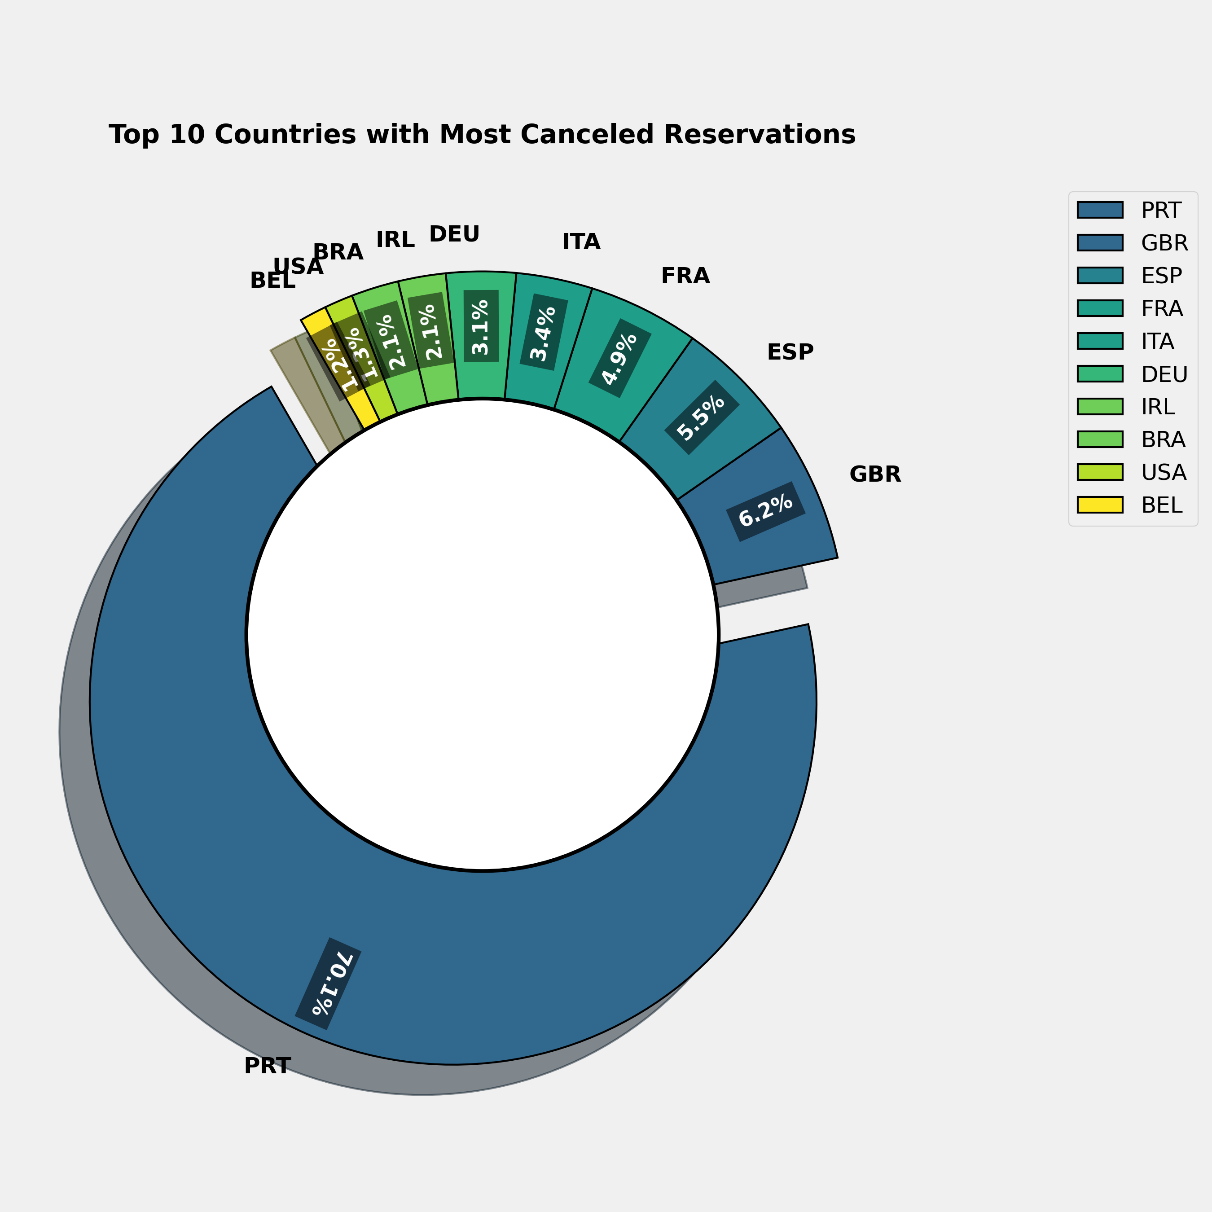 Top 10 Countries with Most Canceled Reservations
PRT
GBR
ESP
FRA
ITA
DEU
IRL
BRA
USA
BEL
BEL
USA
BRA
IRL
DEU
ITA
FRA
ESP
GBR
PRT
1.2%
1.3%
2.1%
2.1%
3.1%
3.4%
4.9%
5.5%
6.2%
70.1%